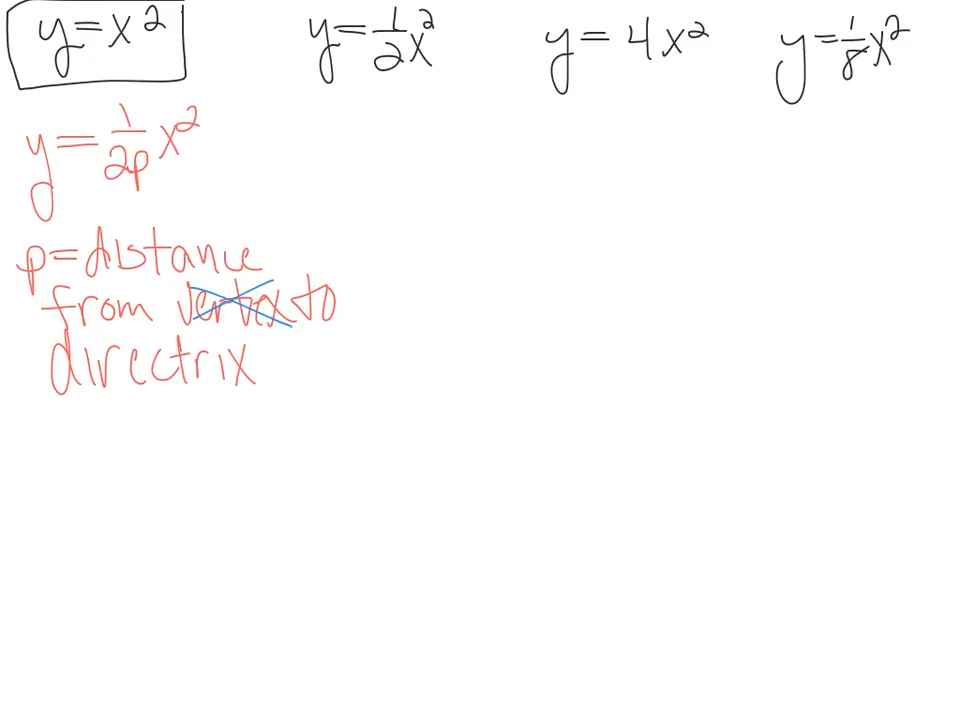 y = x²
y = 1/2 x²
y = 4x²
y = 1/8 x²
y = 1/2p x²
p = distance
from vertex to
directrix